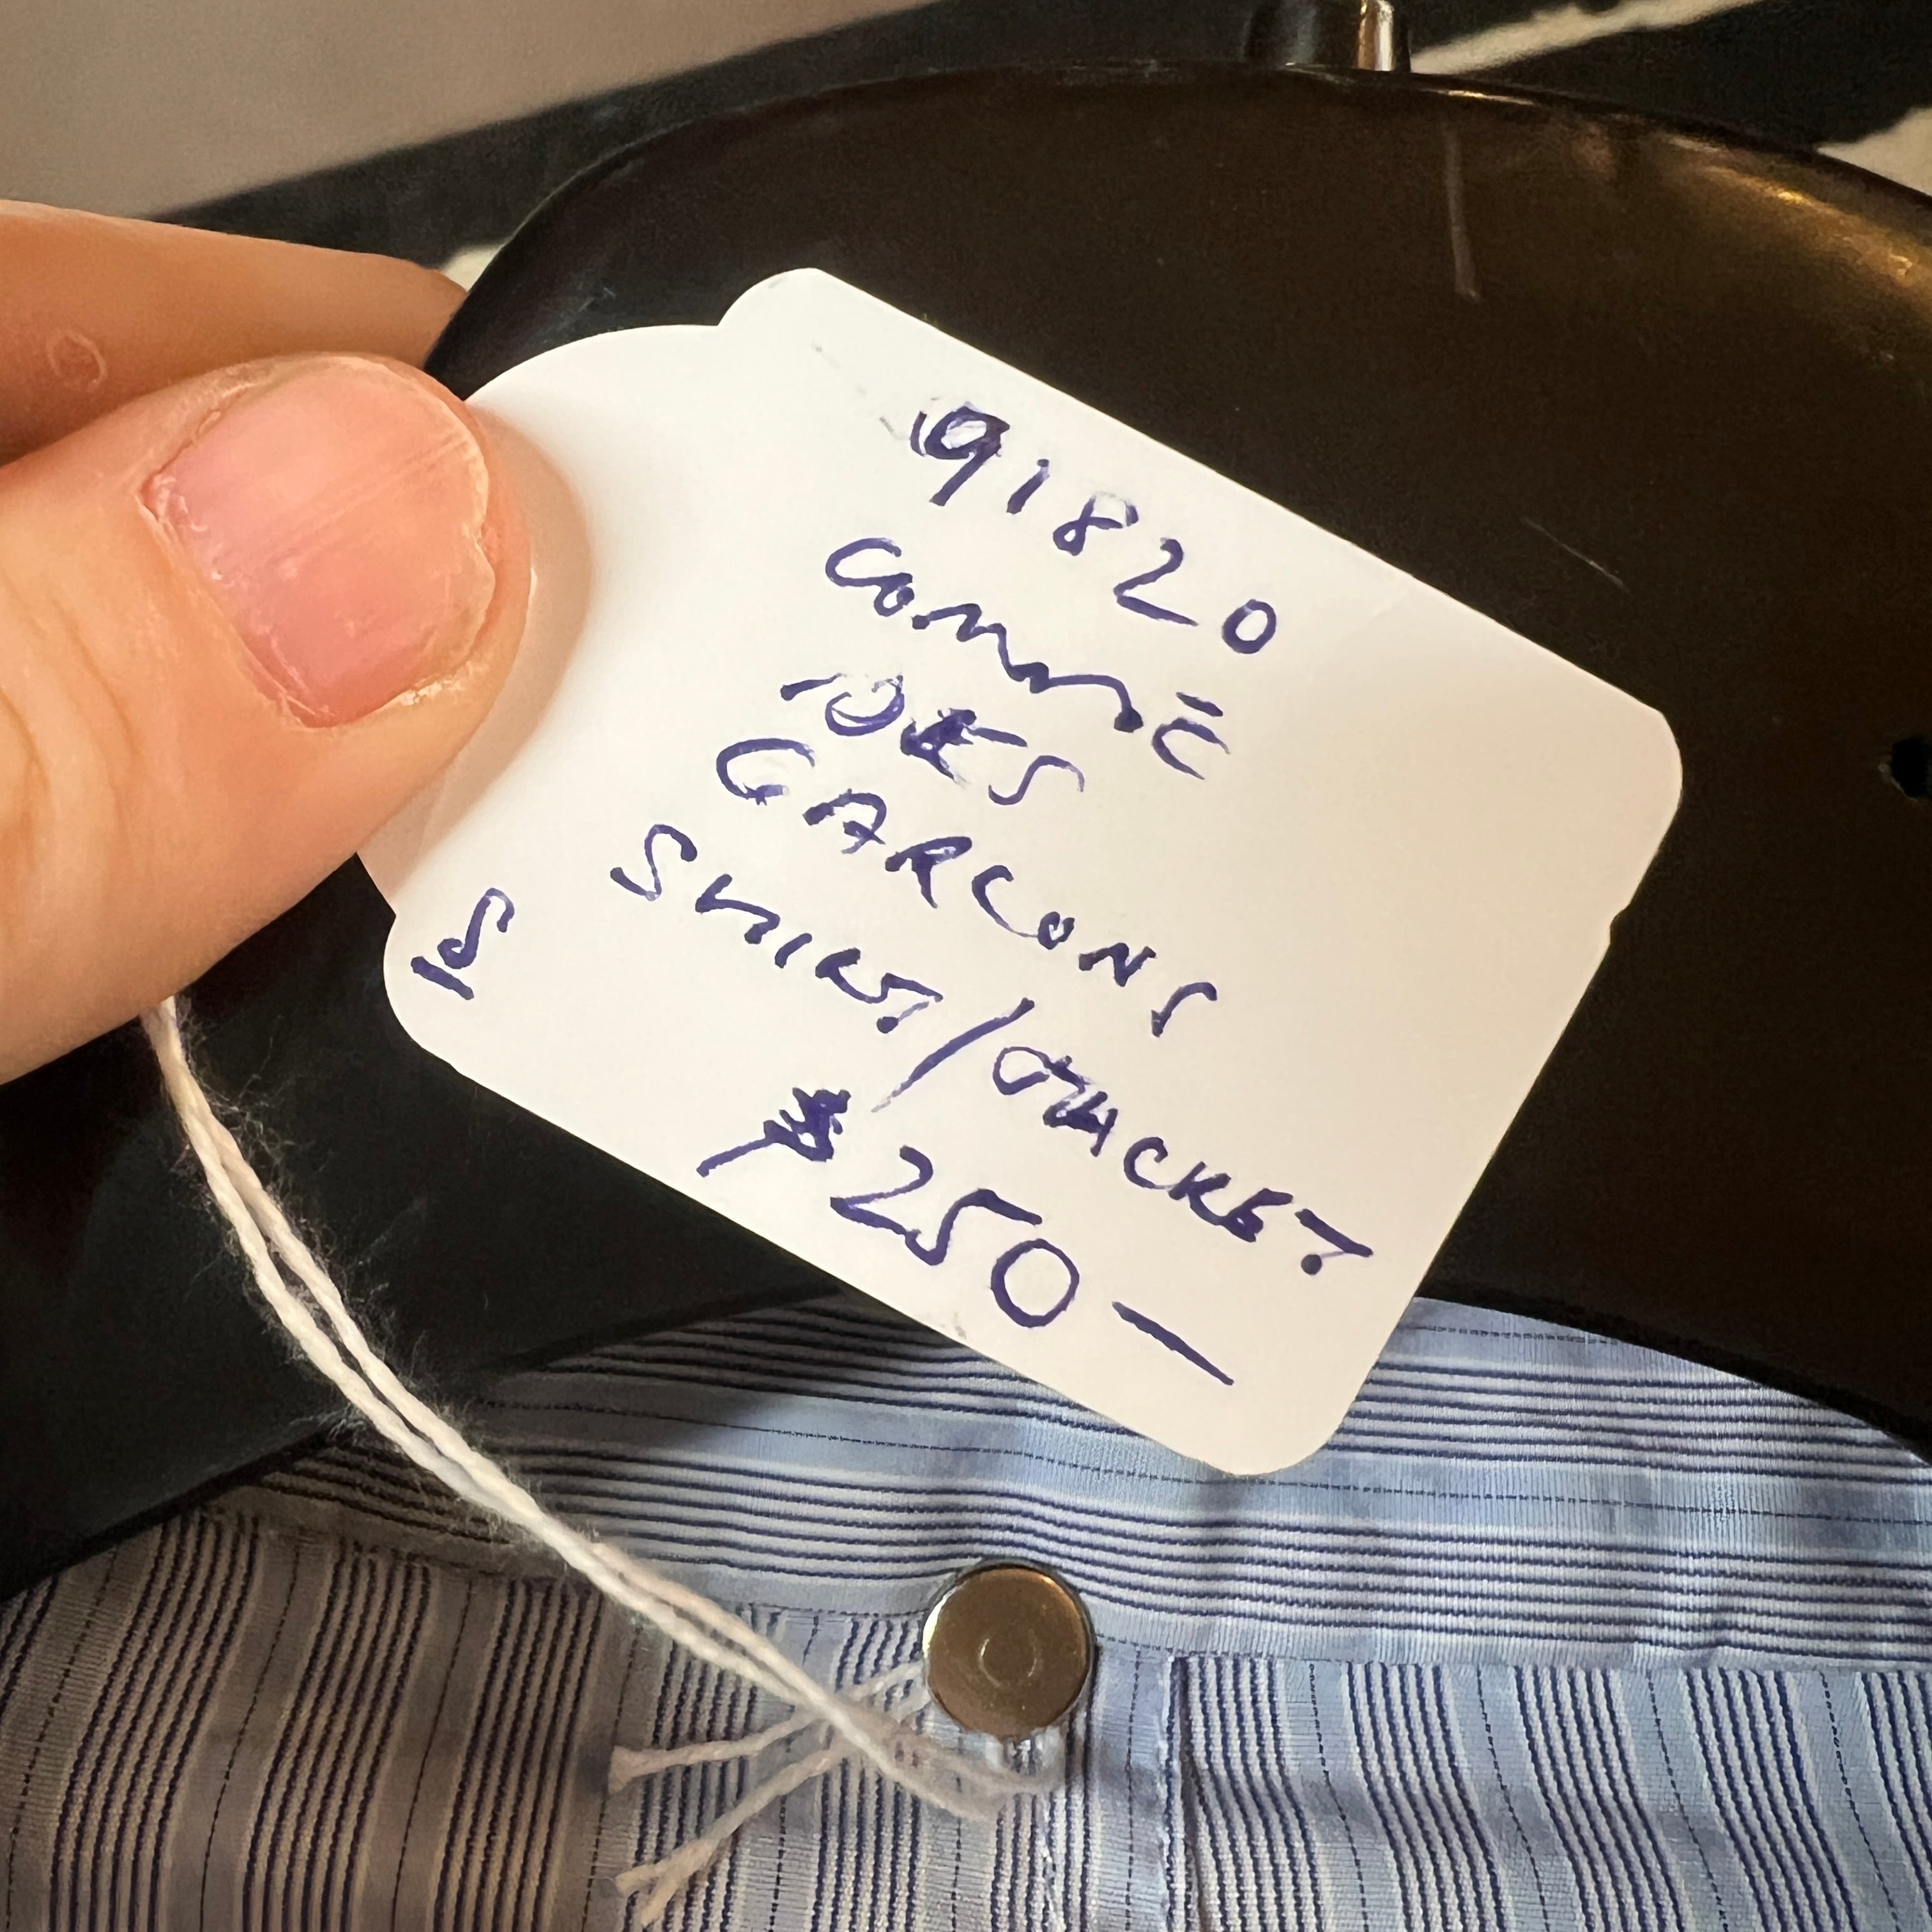 91820
COMME
DES
GARCONS
SHIRT/JACKET
$250—